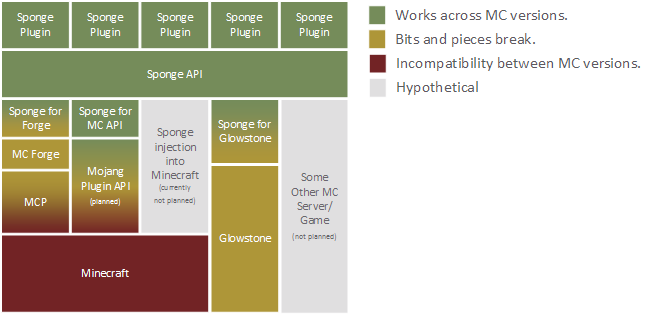 Sponge
Plugin
Sponge
Plugin
Sponge
Plugin
Sponge
Plugin
Sponge
Plugin
Sponge API
Sponge for
Forge
MC Forge
MCP
Sponge for
MC API
Mojang
Plugin API
(planned)
Sponge
injection
into
Minecraft
(currently
not planned)
Sponge for
Glowstone
Glowstone
Some
Other MC
Server/
Game
(not planned)
Minecraft
Works across MC versions.
Bits and pieces break.
Incompatibility between MC versions.
Hypothetical